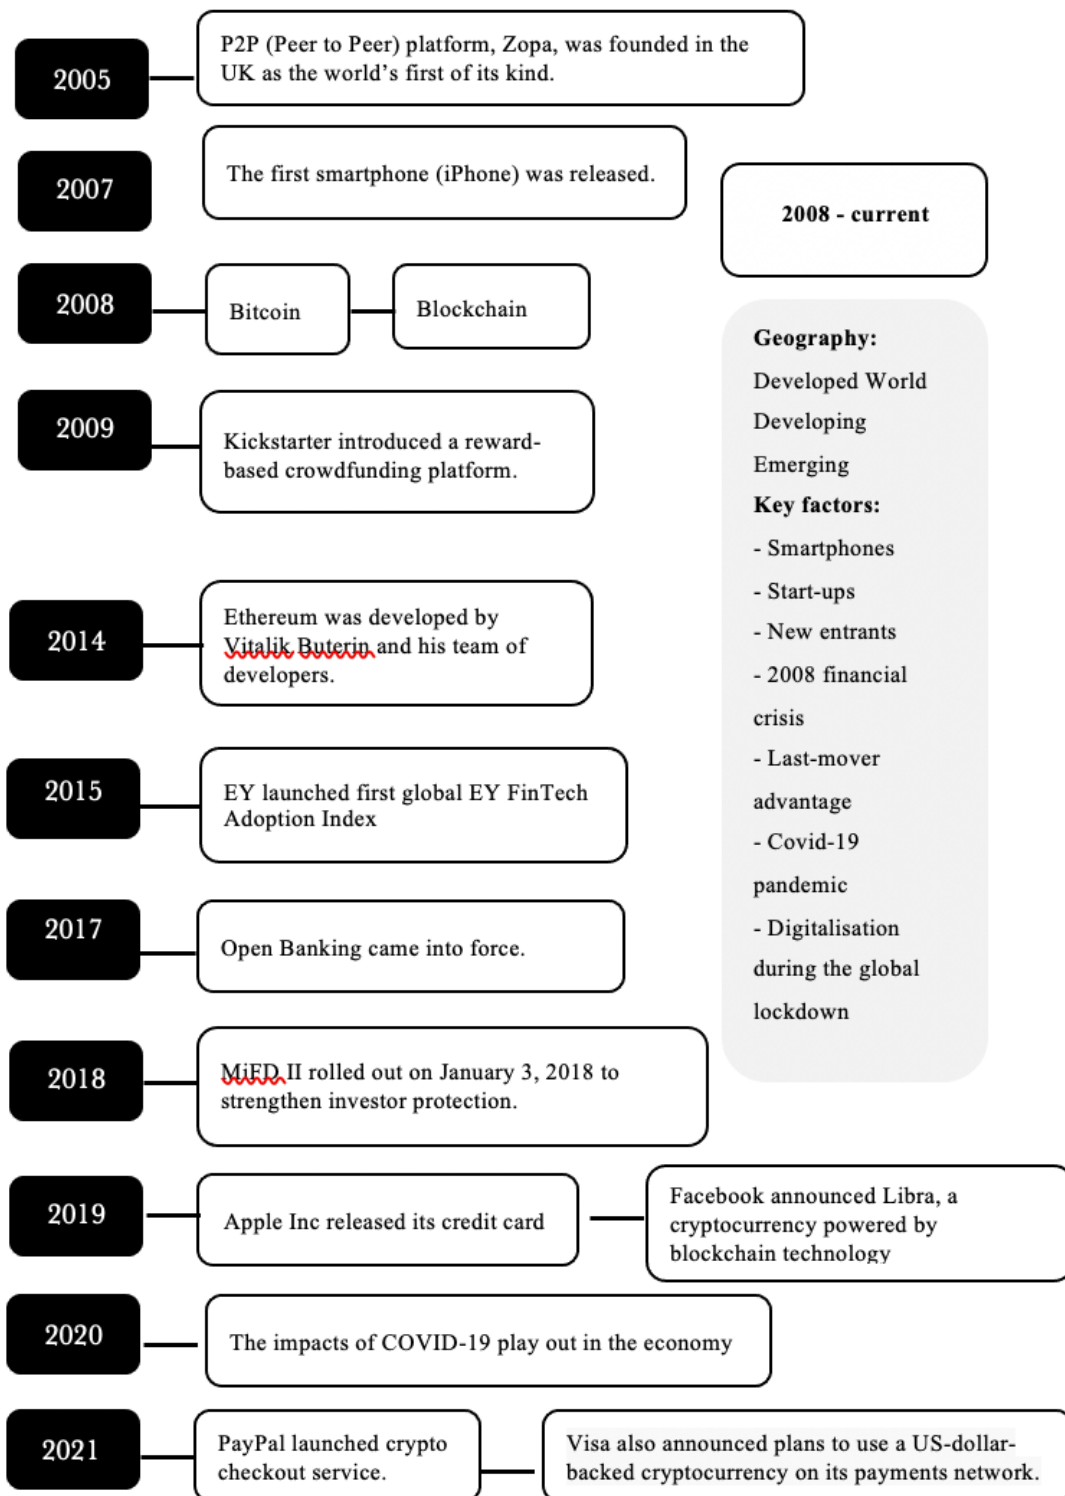 2005
P2P (Peer to Peer) platform, Zopa, was founded in the
UK as the world’s first of its kind.
2007
The first smartphone (iPhone) was released.
2008
Bitcoin
Blockchain
2009
Kickstarter introduced a reward-
based crowdfunding platform.
2014
Ethereum was developed by
Vitalik Buterin and his team of
developers.
2015
EY launched first global EY FinTech
Adoption Index
2017
Open Banking came into force.
2018
MiFD II rolled out on January 3, 2018 to
strengthen investor protection.
2019
Apple Inc released its credit card
Facebook announced Libra, a
cryptocurrency powered by
blockchain technology
2020
The impacts of COVID-19 play out in the economy
2021
PayPal launched crypto
checkout service.
Visa also announced plans to use a US-dollar-
backed cryptocurrency on its payments network.
2008 - current
Geography:
Developed World
Developing
Emerging
Key factors:
- Smartphones
- Start-ups
- New entrants
- 2008 financial
crisis
- Last-mover
advantage
- Covid-19
pandemic
- Digitalisation
during the global
lockdown